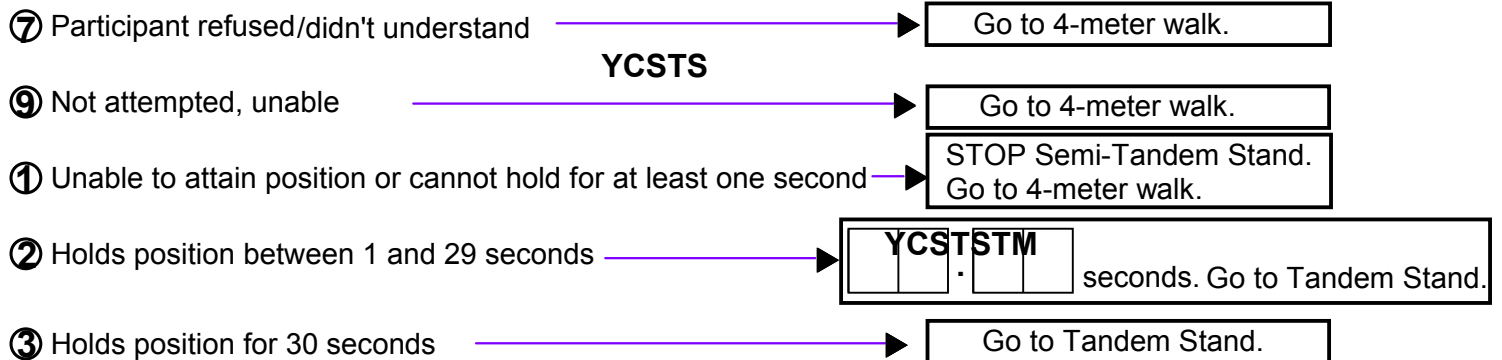 ⑦ Participant refused/didn't understand Go to 4-meter walk.
YCSTS
⑨ Not attempted, unable Go to 4-meter walk.
① Unable to attain position or cannot hold for at least one second STOP Semi-Tandem Stand.
Go to 4-meter walk.
② Holds position between 1 and 29 seconds YCSTSTM . seconds. Go to Tandem Stand.
③ Holds position for 30 seconds Go to Tandem Stand.